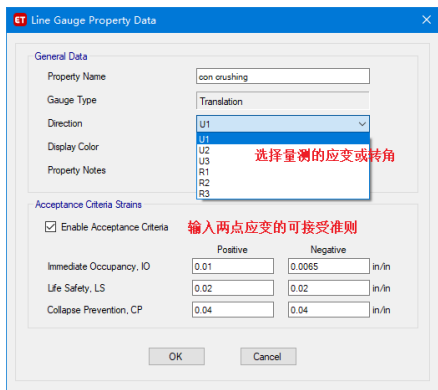 ET Line Gauge Property Data
General Data
Property Name con crushing
Gauge Type Translation
Direction U1
Display Color U1
U2
U3
Property Notes R1
R2
R3
选择量测的应变或转角
Acceptance Criteria Strains
Enable Acceptance Criteria 输入两点应变的可接受准则
Positive Negative
Immediate Occupancy, IO 0.01 0.0065 in/in
Life Safety, LS 0.02 0.02 in/in
Collapse Prevention, CP 0.04 0.04 in/in
OK Cancel